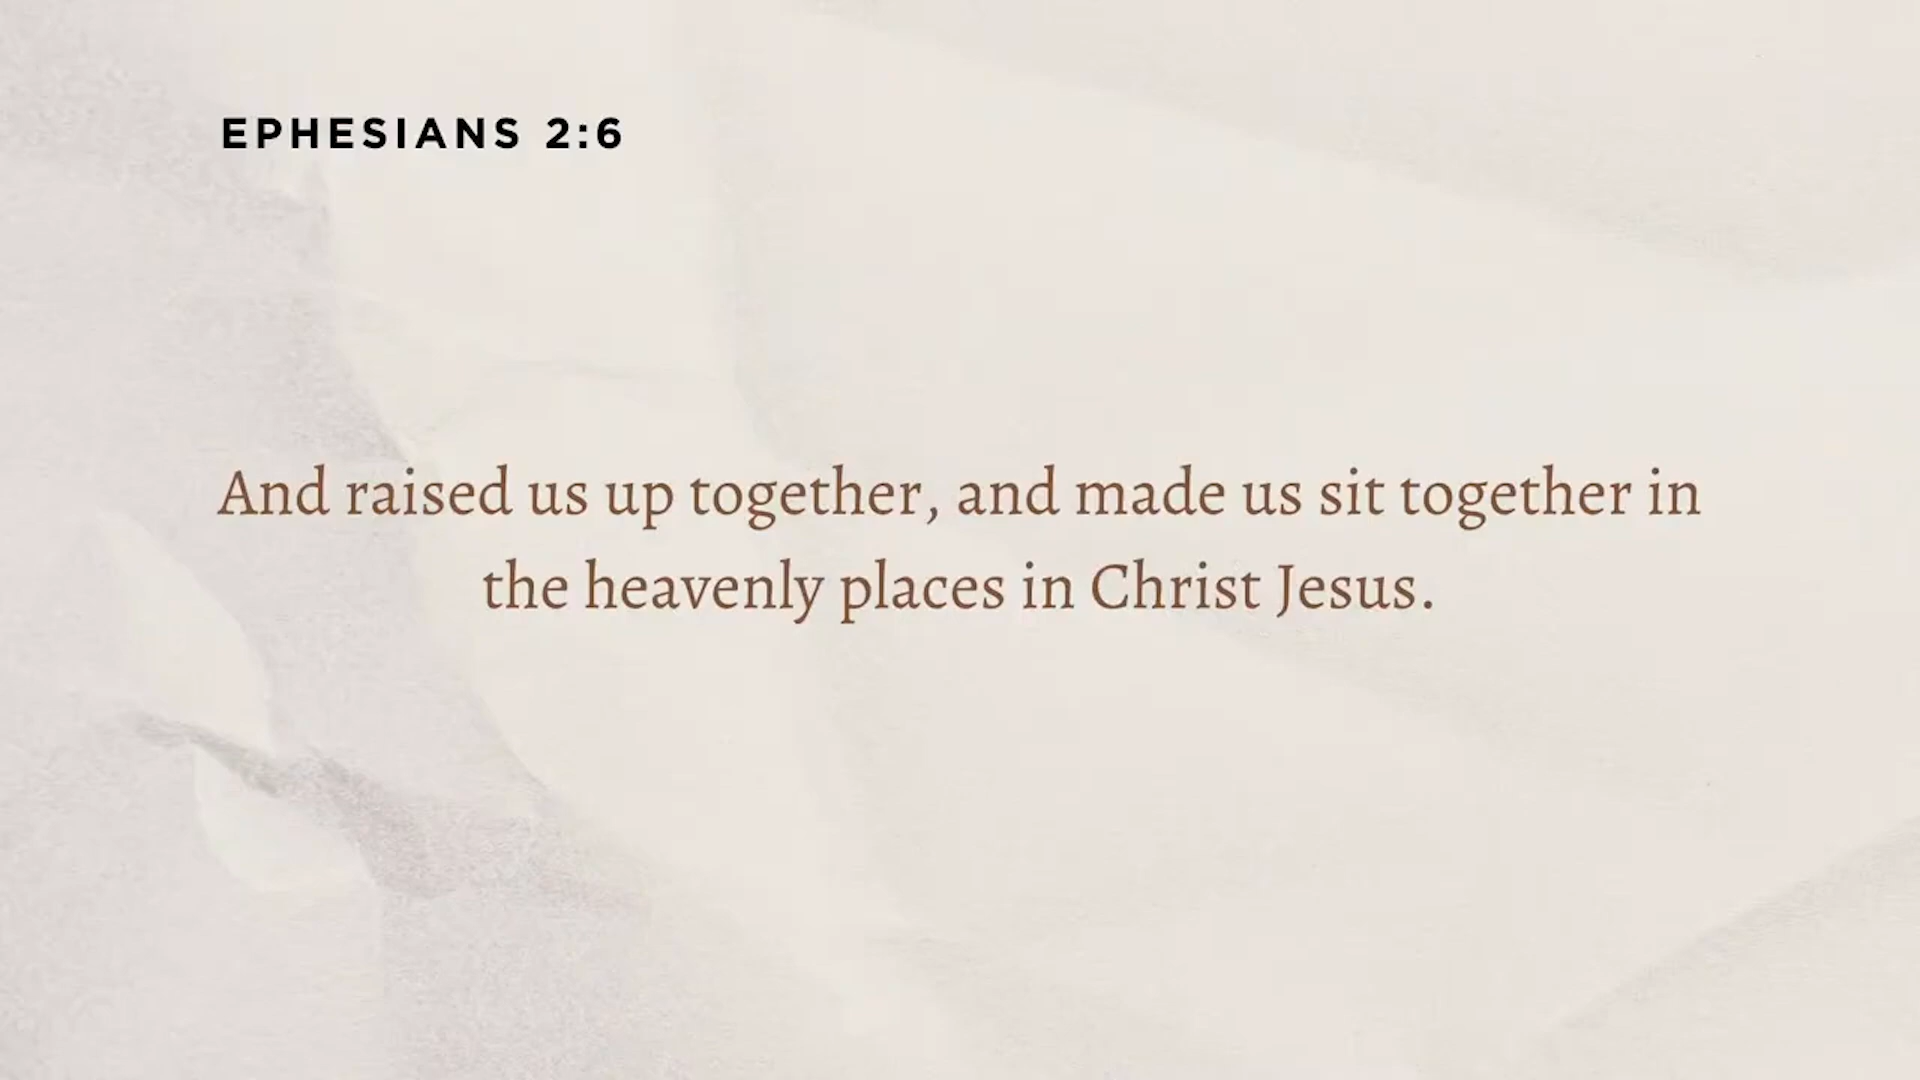 EPHESIANS 2:6
And raised us up together, and made us sit together in
the heavenly places in Christ Jesus.